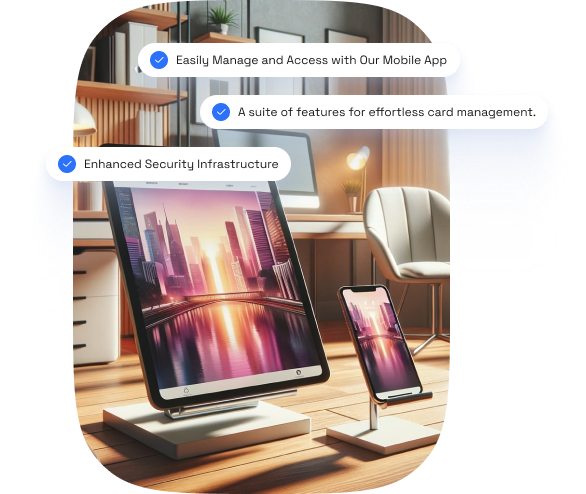 Easily Manage and Access with Our Mobile App
A suite of features for effortless card management.
Enhanced Security Infrastructure